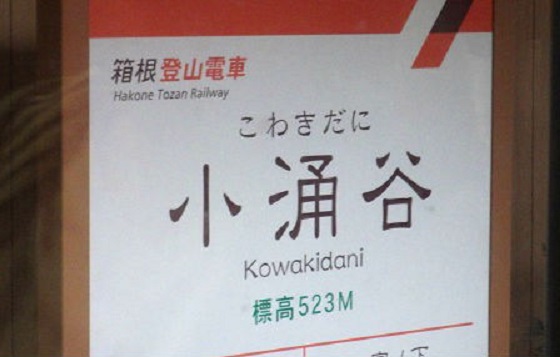 箱根登山電車
Hakone Tozan Railway
こわきだに
小涌谷
Kowakidani
標高523M